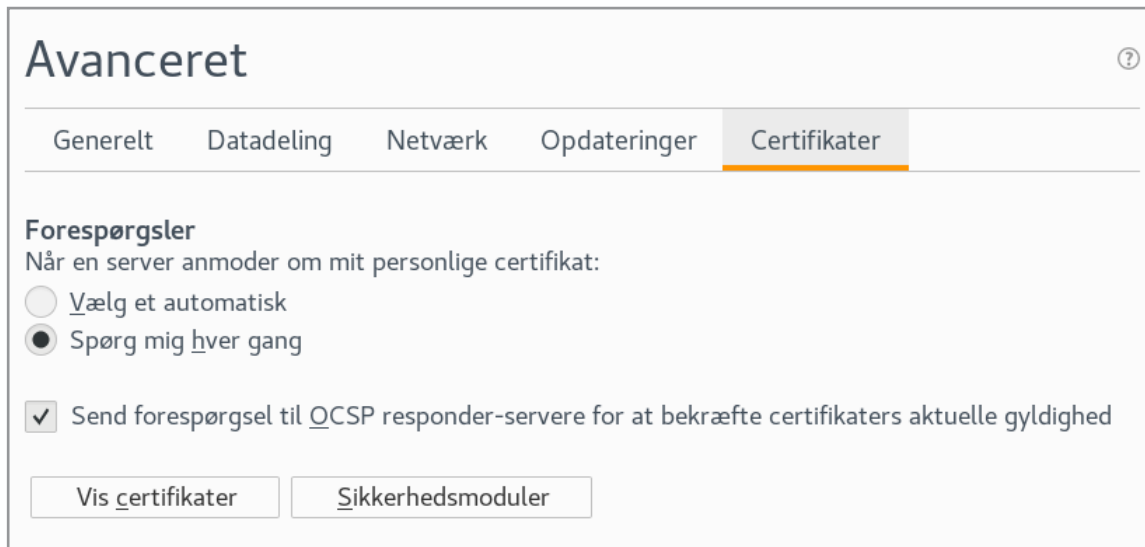 Avanceret
Generelt Datadeling Netværk Opdateringer Certifikater
Forespørgsler
Når en server anmoder om mit personlige certifikat:
Vælg et automatisk
Spørg mig hver gang
Send forespørgsel til OCSP responder-servere for at bekræfte certifikaters aktuelle gyldighed
Vis certifikater Sikkerhedsmoduler